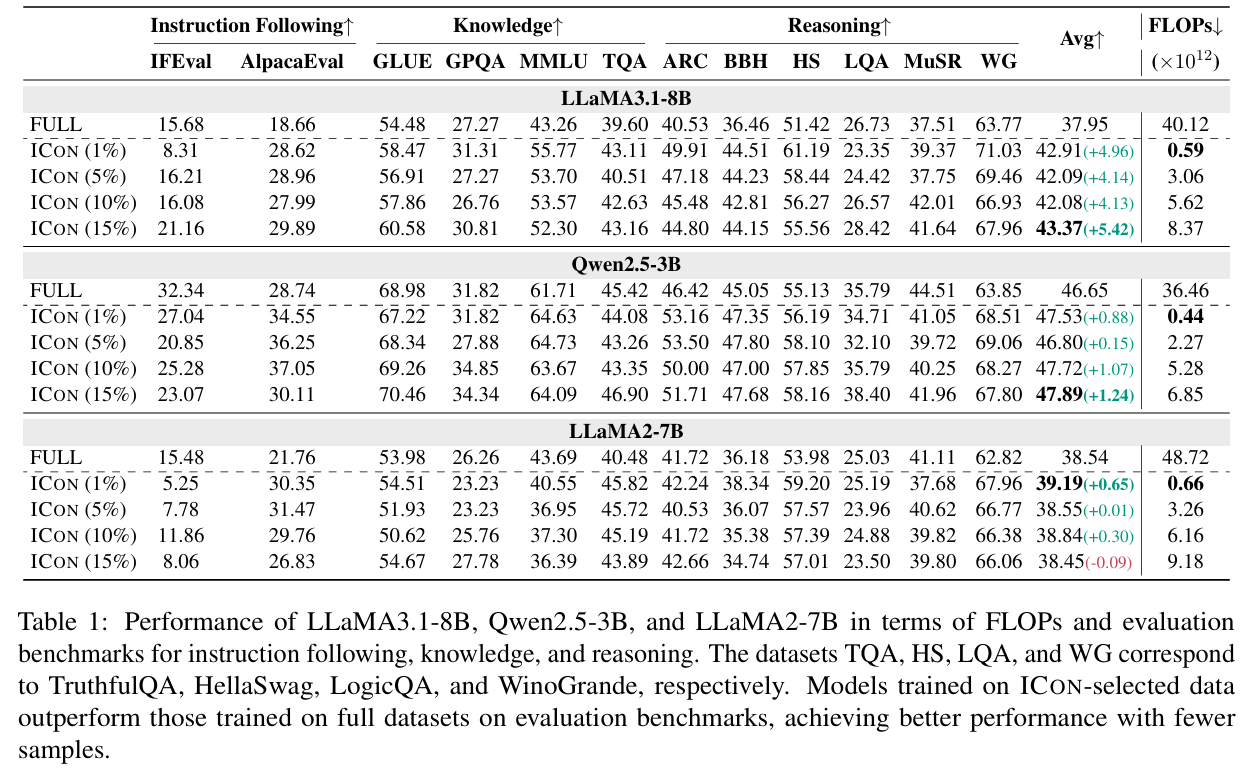 Instruction Following↑ Knowledge↑ Reasoning↑ Avg↑ FLOPs↓
IFEval AlpacaEval GLUE GPQA MMLU TQA ARC BBH HS LQA MuSR WG (×10¹²)
LLaMA3.1-8B
FULL 15.68 18.66 54.48 27.27 43.26 39.60 40.53 36.46 51.42 26.73 37.51 63.77 37.95 40.12
ICON (1%) 8.31 28.62 58.47 31.31 55.77 43.11 49.91 44.51 61.19 23.35 39.37 71.03 42.91(+4.96) 0.59
ICON (5%) 16.21 28.96 56.91 27.27 53.70 40.51 47.18 44.23 58.44 24.42 37.75 69.46 42.09(+4.14) 3.06
ICON (10%) 16.08 27.99 57.86 26.76 53.57 42.63 45.48 42.81 56.27 26.57 42.01 66.93 42.08(+4.13) 5.62
ICON (15%) 21.16 29.89 60.58 30.81 52.30 43.16 44.80 44.15 55.56 28.42 41.64 67.96 43.37(+5.42) 8.37
Qwen2.5-3B
FULL 32.34 28.74 68.98 31.82 61.71 45.42 46.42 45.05 55.13 35.79 44.51 63.85 46.65 36.46
ICON (1%) 27.04 34.55 67.22 31.82 64.63 44.08 53.16 47.35 56.19 34.71 41.05 68.51 47.53(+0.88) 0.44
ICON (5%) 20.85 36.25 68.34 27.88 64.73 43.26 53.50 47.80 58.10 32.10 39.72 69.06 46.80(+0.15) 2.27
ICON (10%) 25.28 37.05 69.26 34.85 63.67 43.35 50.00 47.00 57.85 35.79 40.25 68.27 47.72(+1.07) 5.28
ICON (15%) 23.07 30.11 70.46 34.34 64.09 46.90 51.71 47.68 58.16 38.40 41.96 67.80 47.89(+1.24) 6.85
LLaMA2-7B
FULL 15.48 21.76 53.98 26.26 43.69 40.48 41.72 36.18 53.98 25.03 41.11 62.82 38.54 48.72
ICON (1%) 5.25 30.35 54.51 23.23 40.55 45.82 42.24 38.34 59.20 25.19 37.68 67.96 39.19(+0.65) 0.66
ICON (5%) 7.78 31.47 51.93 23.23 36.95 45.72 40.53 36.07 57.57 23.96 40.62 66.77 38.55(+0.01) 3.26
ICON (10%) 11.86 29.76 50.62 25.76 37.30 45.19 41.72 35.38 57.39 24.88 39.82 66.38 38.84(+0.30) 6.16
ICON (15%) 8.06 26.83 54.67 27.78 36.39 43.89 42.66 34.74 57.01 23.50 39.80 66.06 38.45(-0.09) 9.18
Table 1: Performance of LLaMA3.1-8B, Qwen2.5-3B, and LLaMA2-7B in terms of FLOPs and evaluation
benchmarks for instruction following, knowledge, and reasoning. The datasets TQA, HS, LQA, and WG correspond
to TruthfulQA, HellaSwag, LogicQA, and WinoGrande, respectively. Models trained on ICON-selected data
outperform those trained on full datasets on evaluation benchmarks, achieving better performance with fewer
samples.